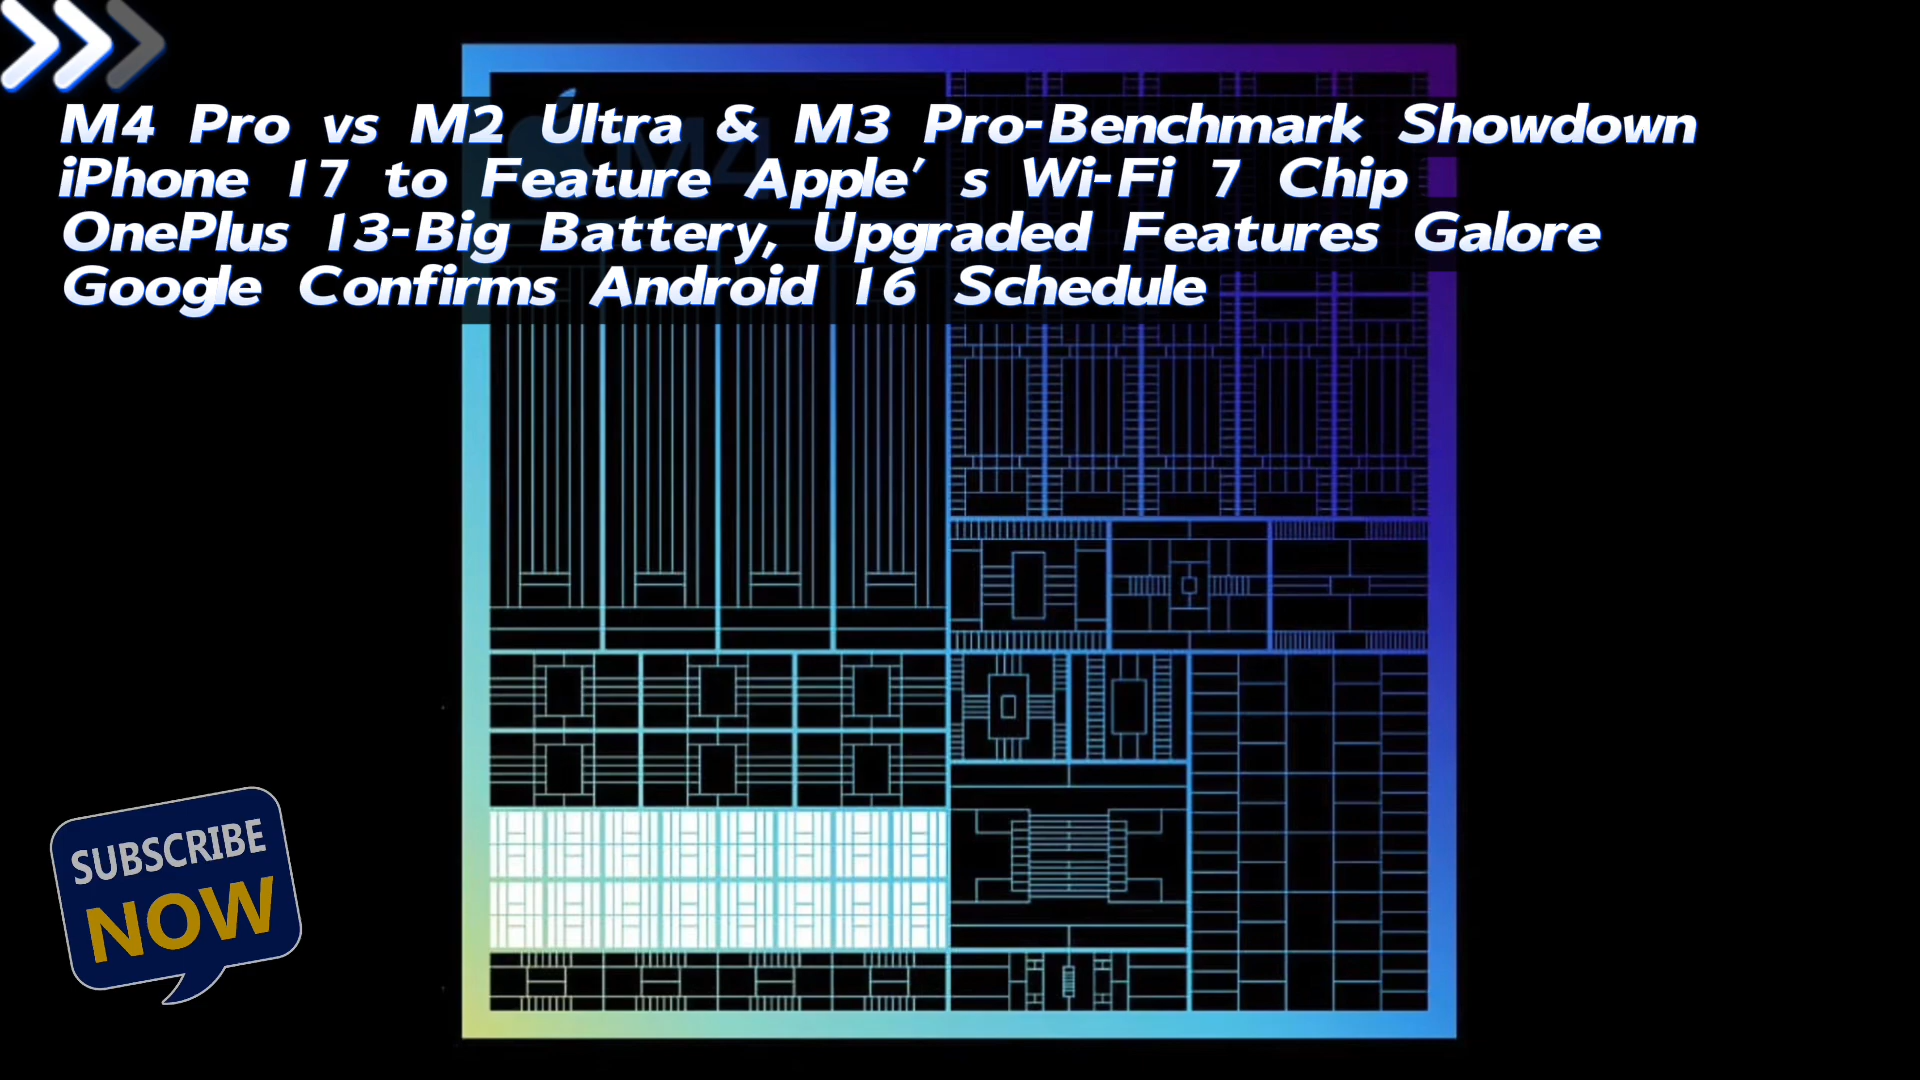 M4 Pro vs M2 Ultra & M3 Pro-Benchmark Showdown
iPhone 17 to Feature Apple’s Wi-Fi 7 Chip
OnePlus 13-Big Battery, Upgraded Features Galore
Google Confirms Android 16 Schedule
M4
SUBSCRIBE
NOW